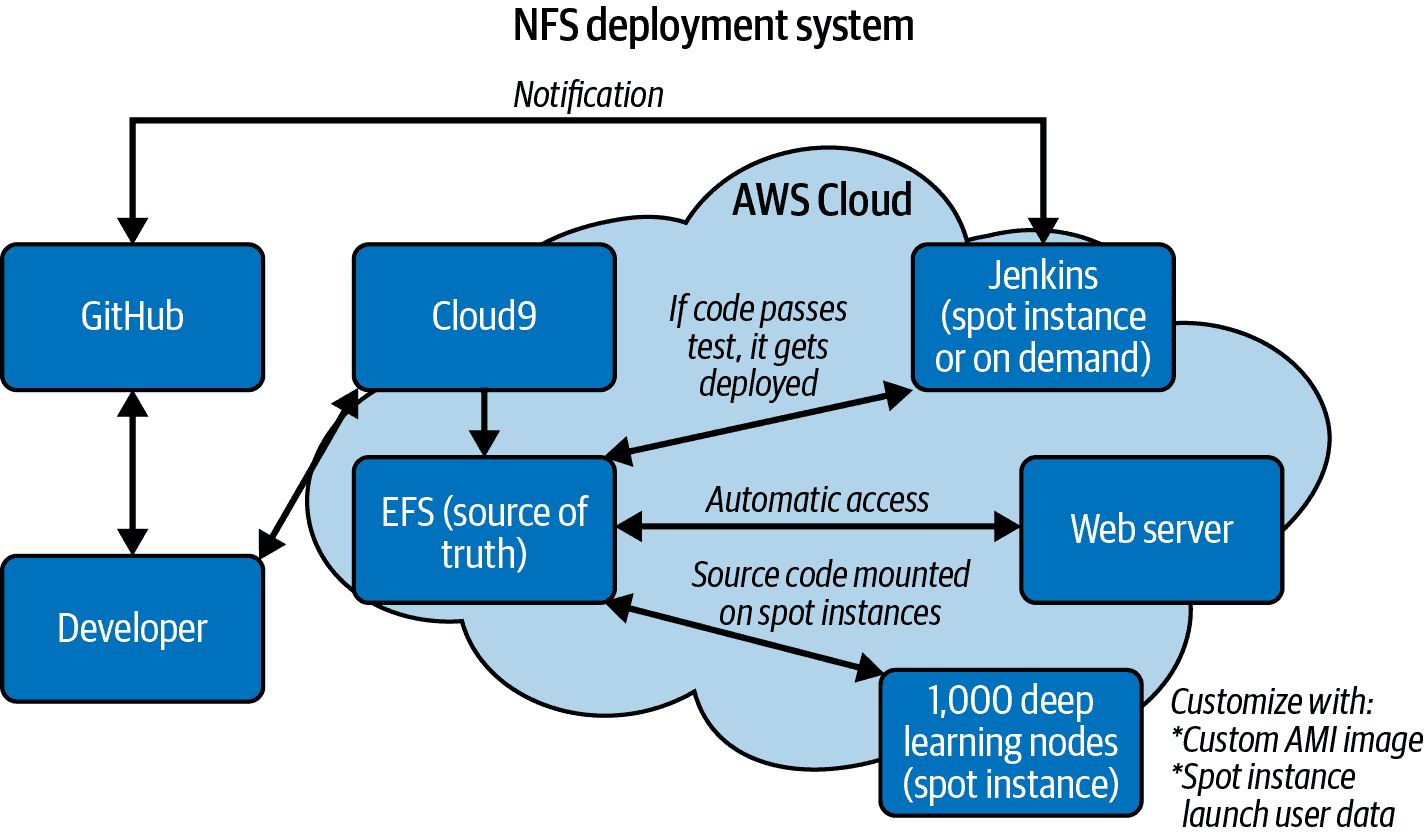 NFS deployment system
Notification
AWS Cloud
GitHub
Cloud9
If code passes
test, it gets
deployed
Jenkins
(spot instance
or on demand)
EFS (source of
truth)
Automatic access
Web server
Source code mounted
on spot instances
Developer
1,000 deep
learning nodes
(spot instance)
Customize with:
*Custom AMI image
*Spot instance
launch user data